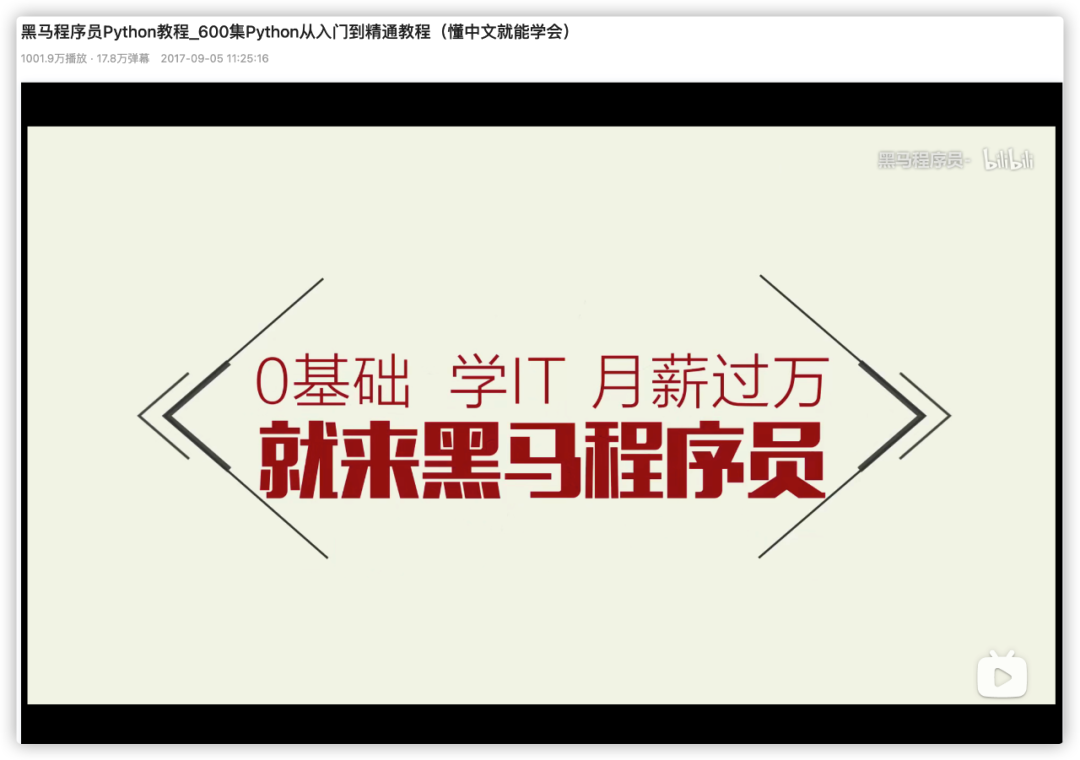 黑马程序员Python教程_600集Python从入门到精通教程（懂中文就能学会）
1001.9万播放 · 17.8万弹幕 2017-09-05 11:25:16
黑马程序员- bilibili
0基础 学IT 月薪过万
就来黑马程序员